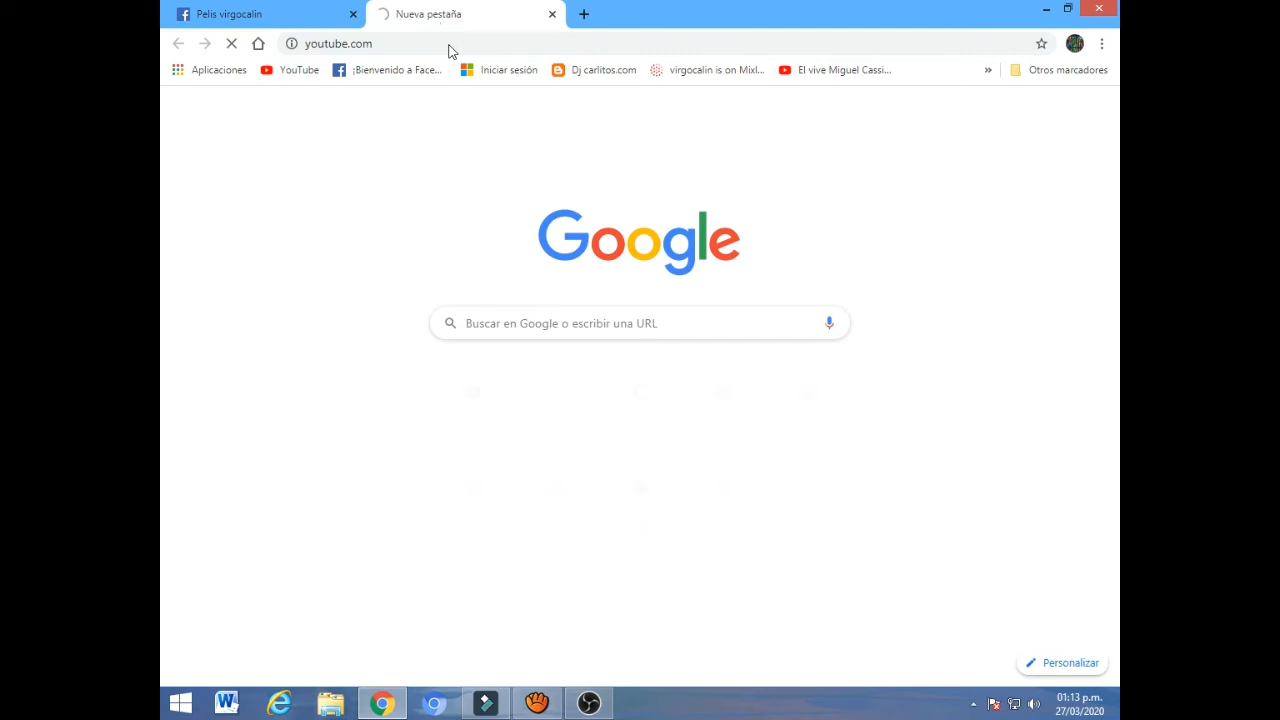 Pelis virgocalin
Nueva pestaña
youtube.com
Aplicaciones
YouTube
¡Bienvenido a Face...
Iniciar sesión
Dj carlitos.com
virgocalin is on Mixl...
El vive Miguel Cassi...
»
Otros marcadores
Google
Buscar en Google o escribir una URL
Personalizar
01:13 p.m.
27/03/2020